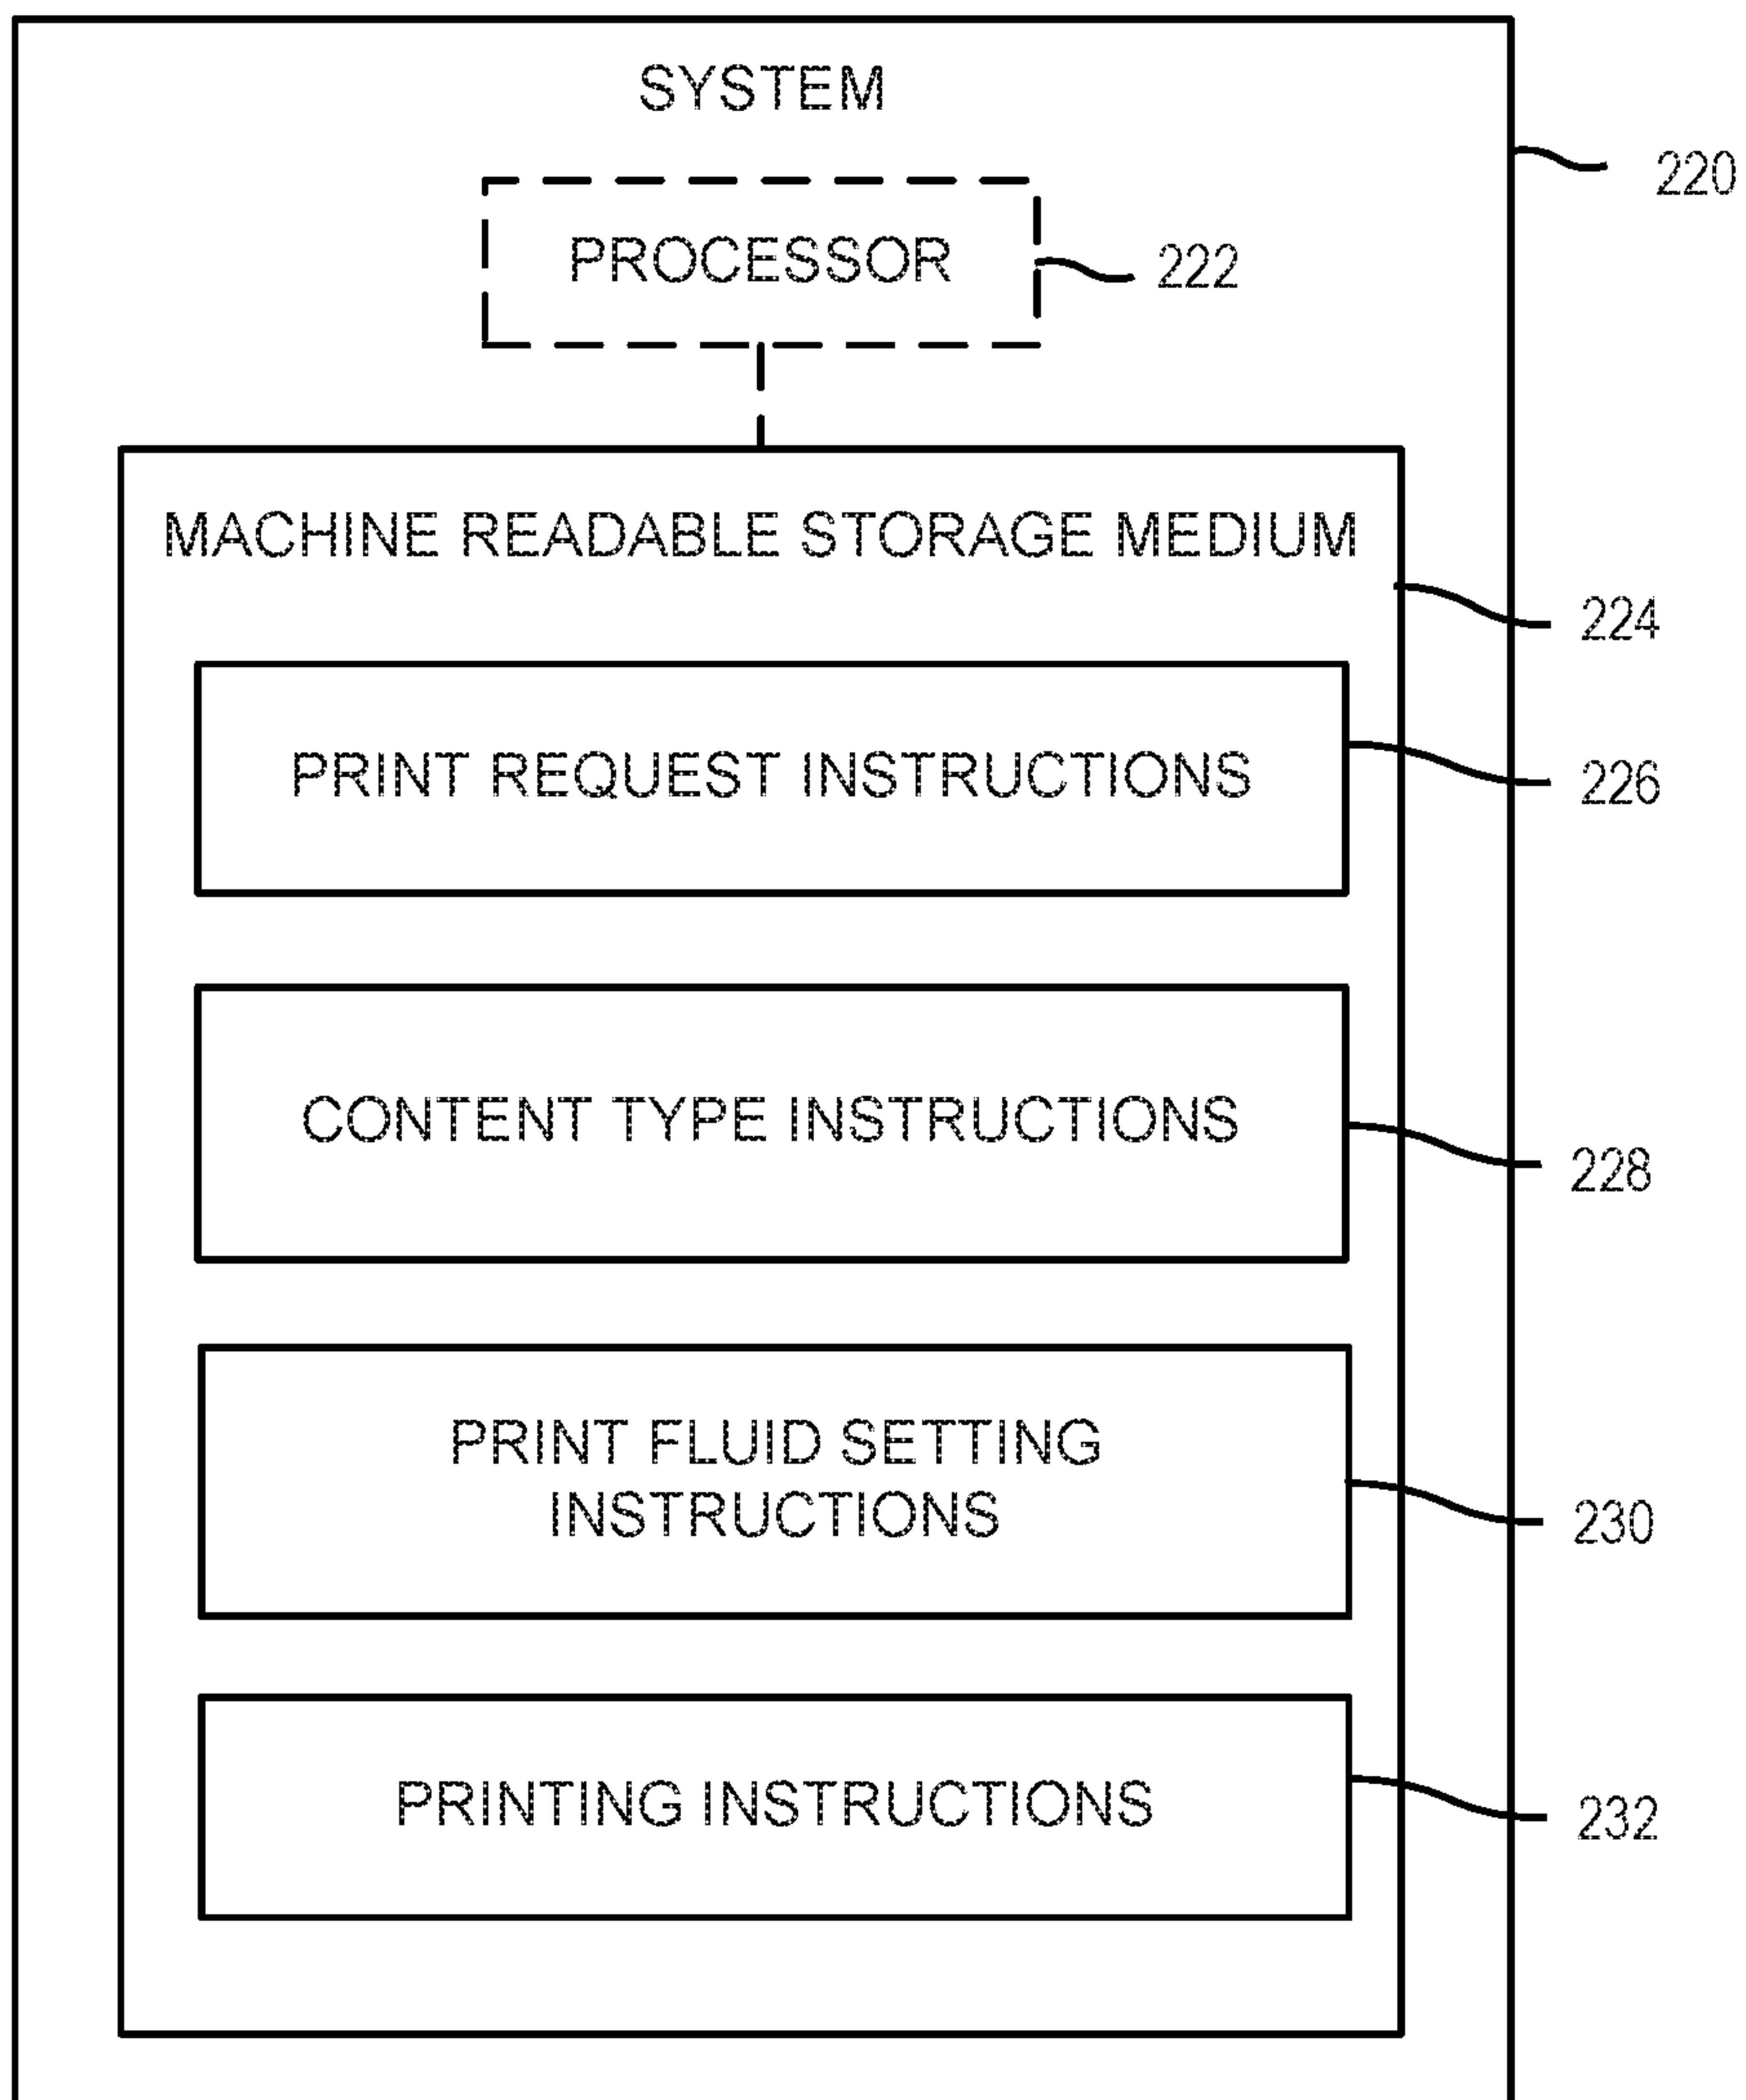 SYSTEM
220
PROCESSOR
222
MACHINE READABLE STORAGE MEDIUM
224
PRINT REQUEST INSTRUCTIONS
226
CONTENT TYPE INSTRUCTIONS
228
PRINT FLUID SETTING
INSTRUCTIONS
230
PRINTING INSTRUCTIONS
232